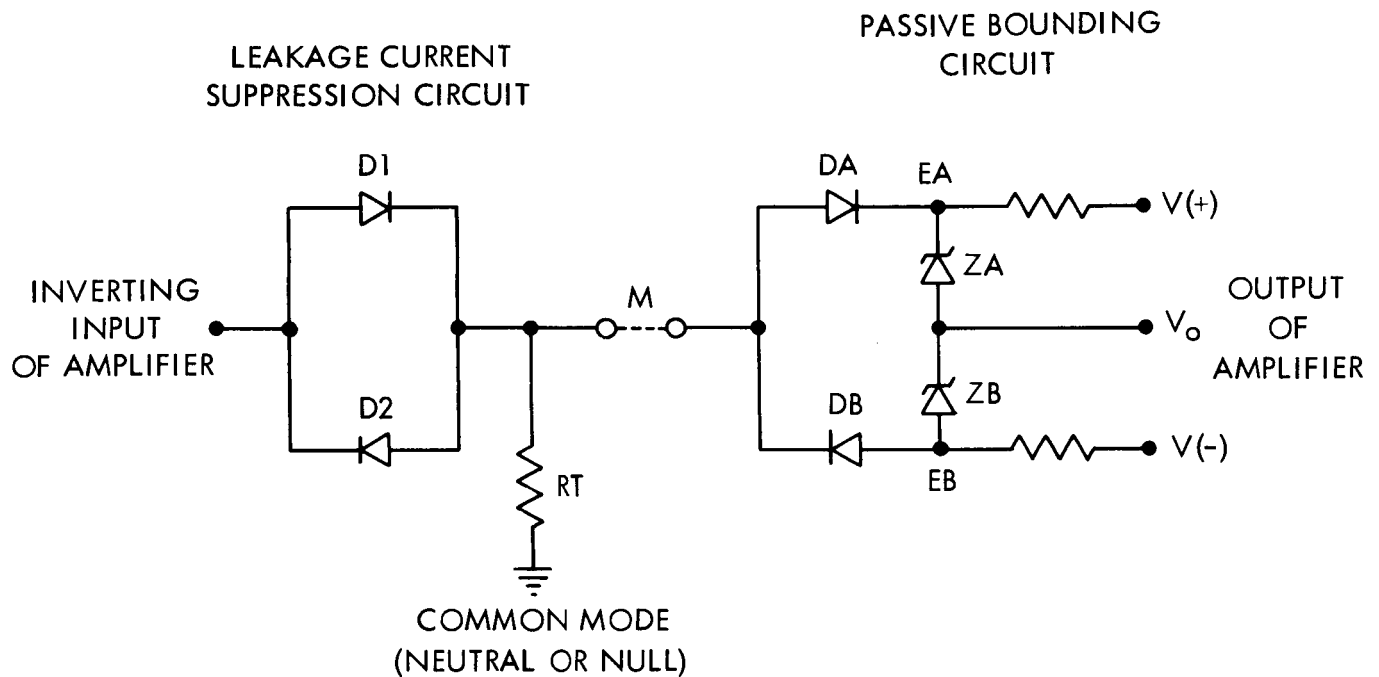 LEAKAGE CURRENT
SUPPRESSION CIRCUIT
PASSIVE BOUNDING
CIRCUIT
D1
DA
EA
V(+)
ZA
INVERTING
INPUT
OF AMPLIFIER
M
Vo
OUTPUT
OF
AMPLIFIER
D2
DB
ZB
V(-)
EB
RT
COMMON MODE
(NEUTRAL OR NULL)